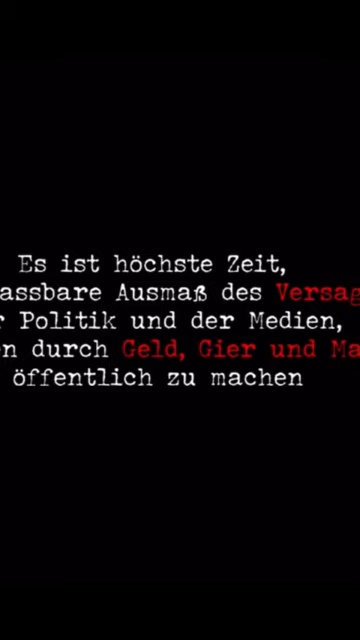 Es ist höchste Zeit,
assbare Ausmaß des Versag
r Politik und der Medien,
n durch Geld, Gier und Ma
öffentlich zu machen